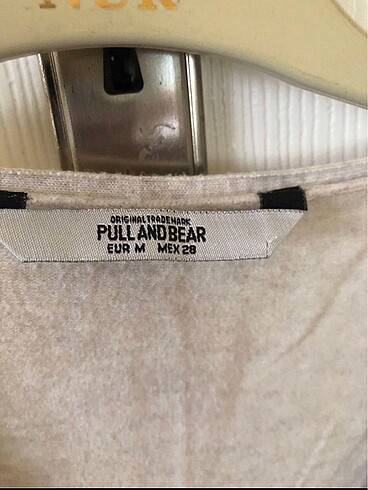 ORIGINAL TRADEMARK
PULL AND BEAR
EUR M MEX 28